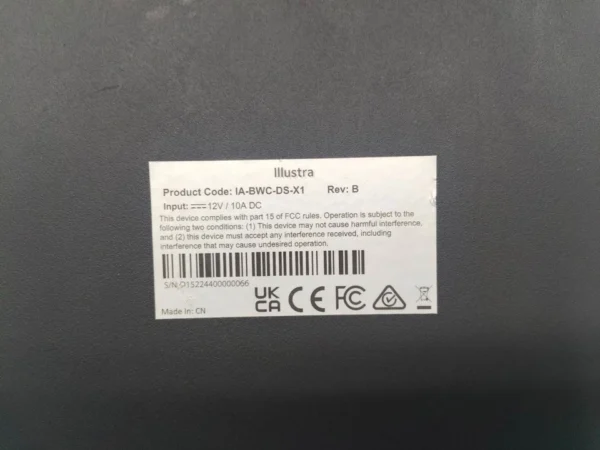 Illustra
Product Code: IA-BWC-DS-X1 Rev: B
Input: ⎓12V / 10A DC
This device complies with part 15 of FCC rules. Operation is subject to the
following two conditions: (1) This device may not cause harmful interference,
and (2) this device must accept any interference received, including
interference that may cause undesired operation.
S/N:D15224400000066
UK
CA CE FC
Made in: CN